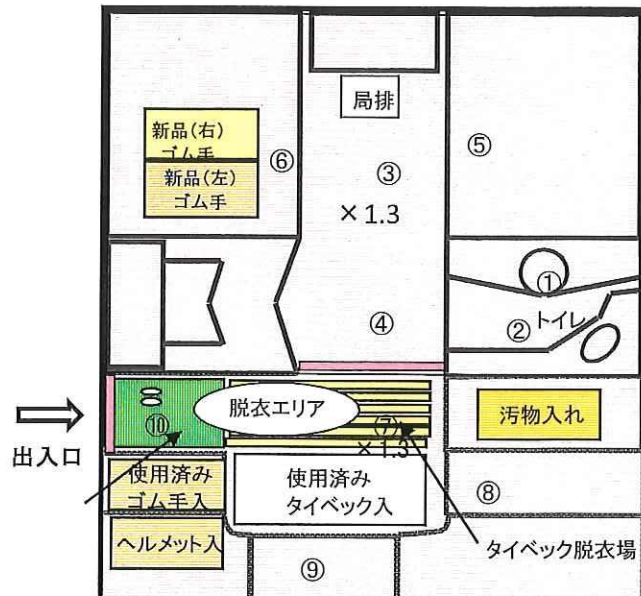 局排
新品(右)
ゴム手
新品(左)
ゴム手
⑥
③
⑤
×1.3
①
②
トイレ
④
脱衣エリア
⑩
⑦
×1.3
汚物入れ
出入口
使用済み
ゴム手入
使用済み
タイベック入
⑧
ヘルメット入
タイベック脱衣場
⑨